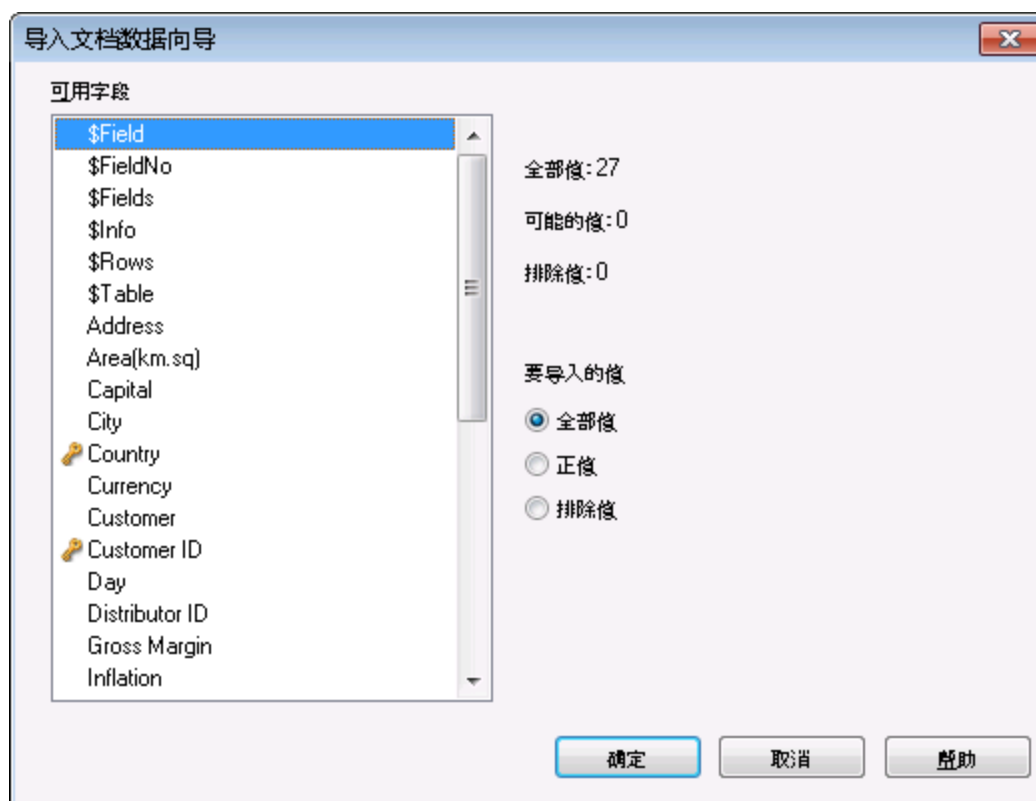 导入文档数据向导
可用字段
$Field
$FieldNo
$Fields
$Info
$Rows
$Table
Address
Area(km.sq)
Capital
City
Country
Currency
Customer
Customer ID
Day
Distributor ID
Gross Margin
Inflation
全部值:27
可能的值:0
排除值:0
要导入的值
全部值
正值
排除值
确定
取消
帮助